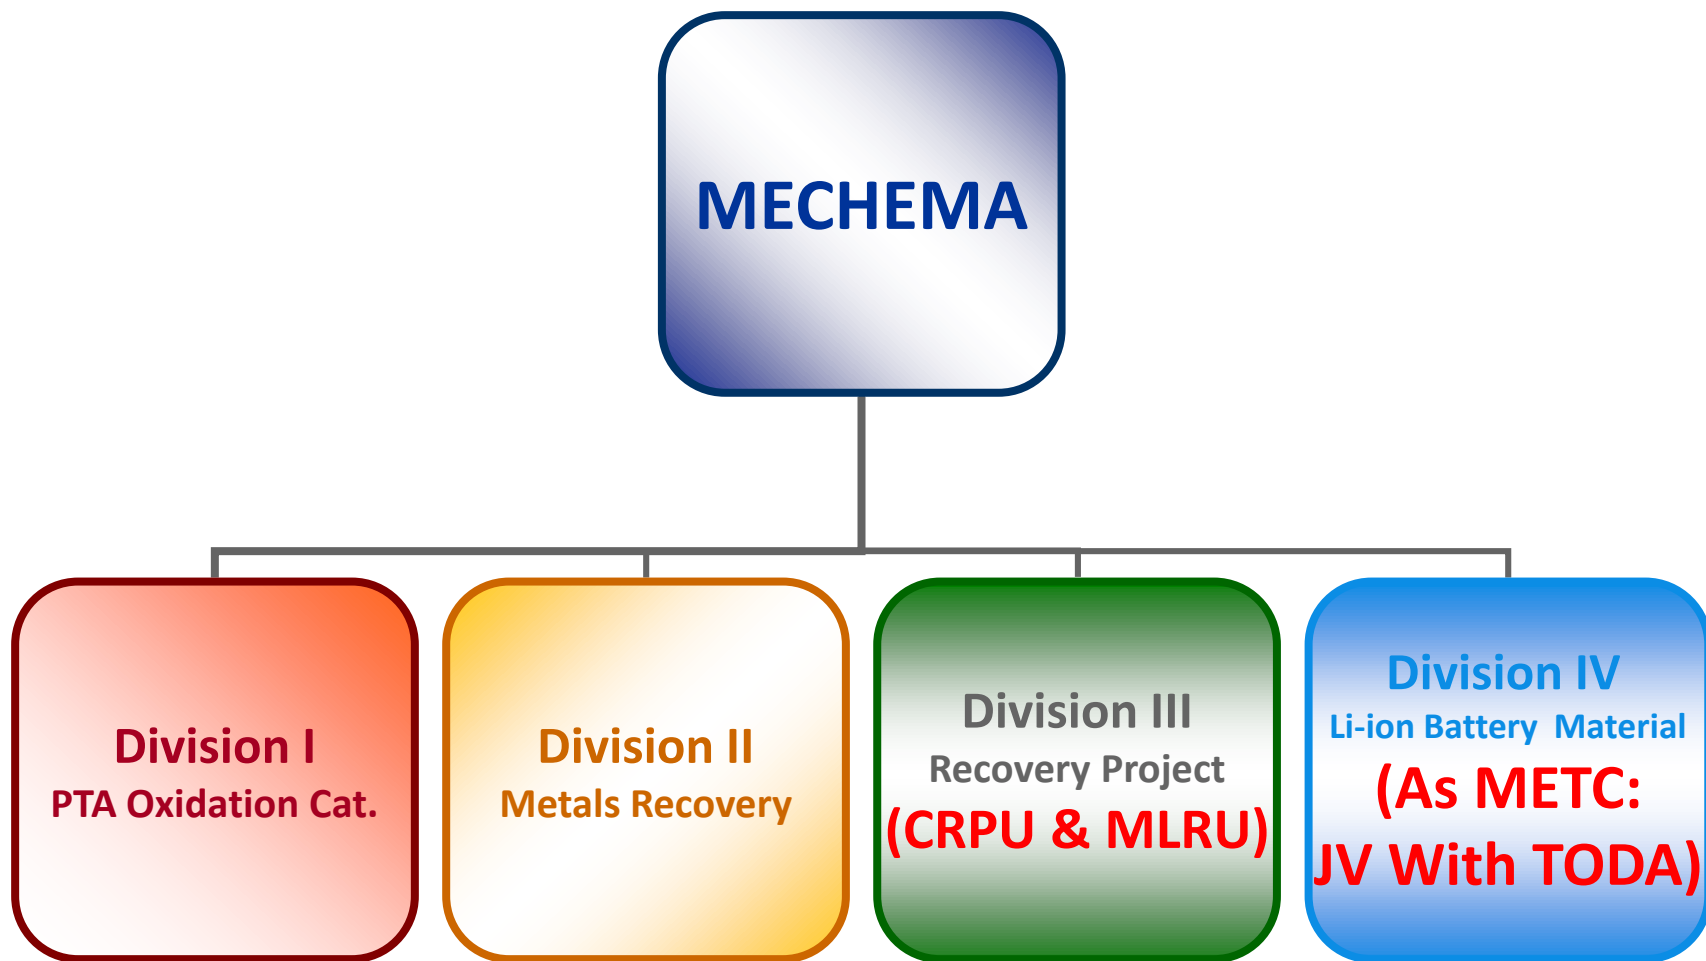 MECHEMA
Division I
PTA Oxidation Cat.
Division II
Metals Recovery
Division III
Recovery Project
(CRPU & MLRU)
Division IV
Li-ion Battery  Material
(As METC:
JV With TODA)